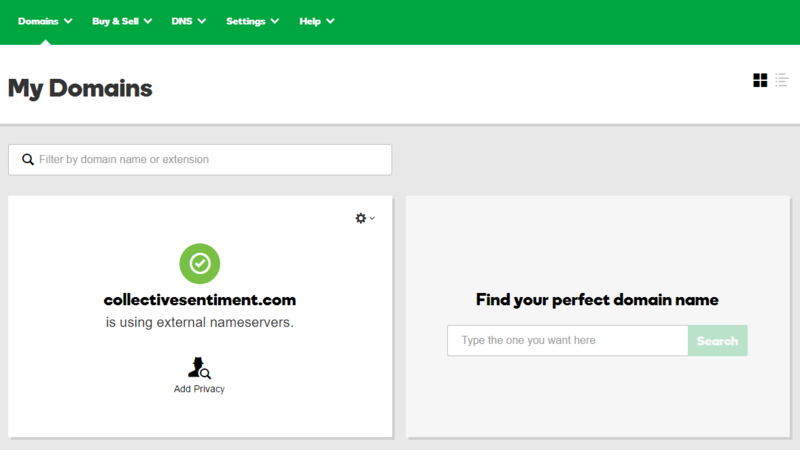 Domains Buy & Sell DNS Settings Help
My Domains
Filter by domain name or extension
collectivesentiment.com
is using external nameservers.
Add Privacy
Find your perfect domain name
Type the one you want here Search